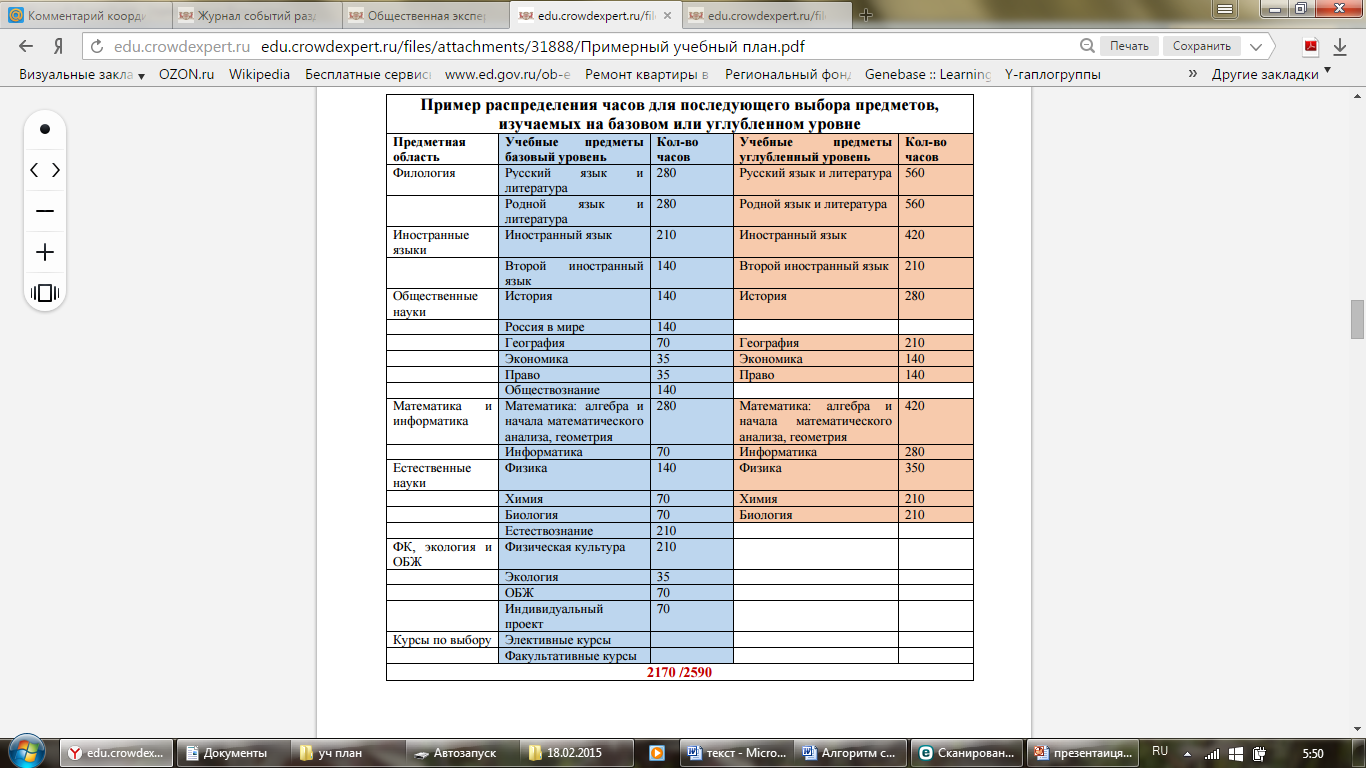 Комментарий коорди
Журнал событий разд
Общественная экспер
edu.crowdexpert.ru/file
edu.crowdexpert.ru/file
edu.crowdexpert.ru edu.crowdexpert.ru/files/attachments/31888/Примерный учебный план.pdf
Печать
Сохранить
Визуальные закла
OZON.ru
Wikipedia
Бесплатные сервис
www.ed.gov.ru/ob-e
Ремонт квартиры в
Региональный фонд
Genebase :: Learning
Y-гаплогруппы
» Другие закладки
Пример распределения часов для последующего выбора предметов,
изучаемых на базовом или углубленном уровне
Предметная область Учебные предметы базовый уровень Кол-во часов Учебные предметы углубленный уровень Кол-во часов
Филология Русский язык и литература 280 Русский язык и литература 560
Родной язык и литература 280 Родной язык и литература 560
Иностранные языки Иностранный язык 210 Иностранный язык 420
Второй иностранный язык 140 Второй иностранный язык 210
Общественные науки История 140 История 280
Россия в мире 140
География 70 География 210
Экономика 35 Экономика 140
Право 35 Право 140
Обществознание 140
Математика и информатика Математика: алгебра и начала математического анализа, геометрия 280 Математика: алгебра и начала математического анализа, геометрия 420
Информатика 70 Информатика 280
Естественные науки Физика 140 Физика 350
Химия 70 Химия 210
Биология 70 Биология 210
Естествознание 210
ФК, экология и ОБЖ Физическая культура 210
Экология 35
ОБЖ 70
Индивидуальный проект 70
Курсы по выбору Элективные курсы
Факультативные курсы
2170 /2590
edu.crowdex...
Документы
уч план
Автозапуск
18.02.2015
текст - Micro...
Алгоритм с...
Сканирован...
презентация...
RU
5:50